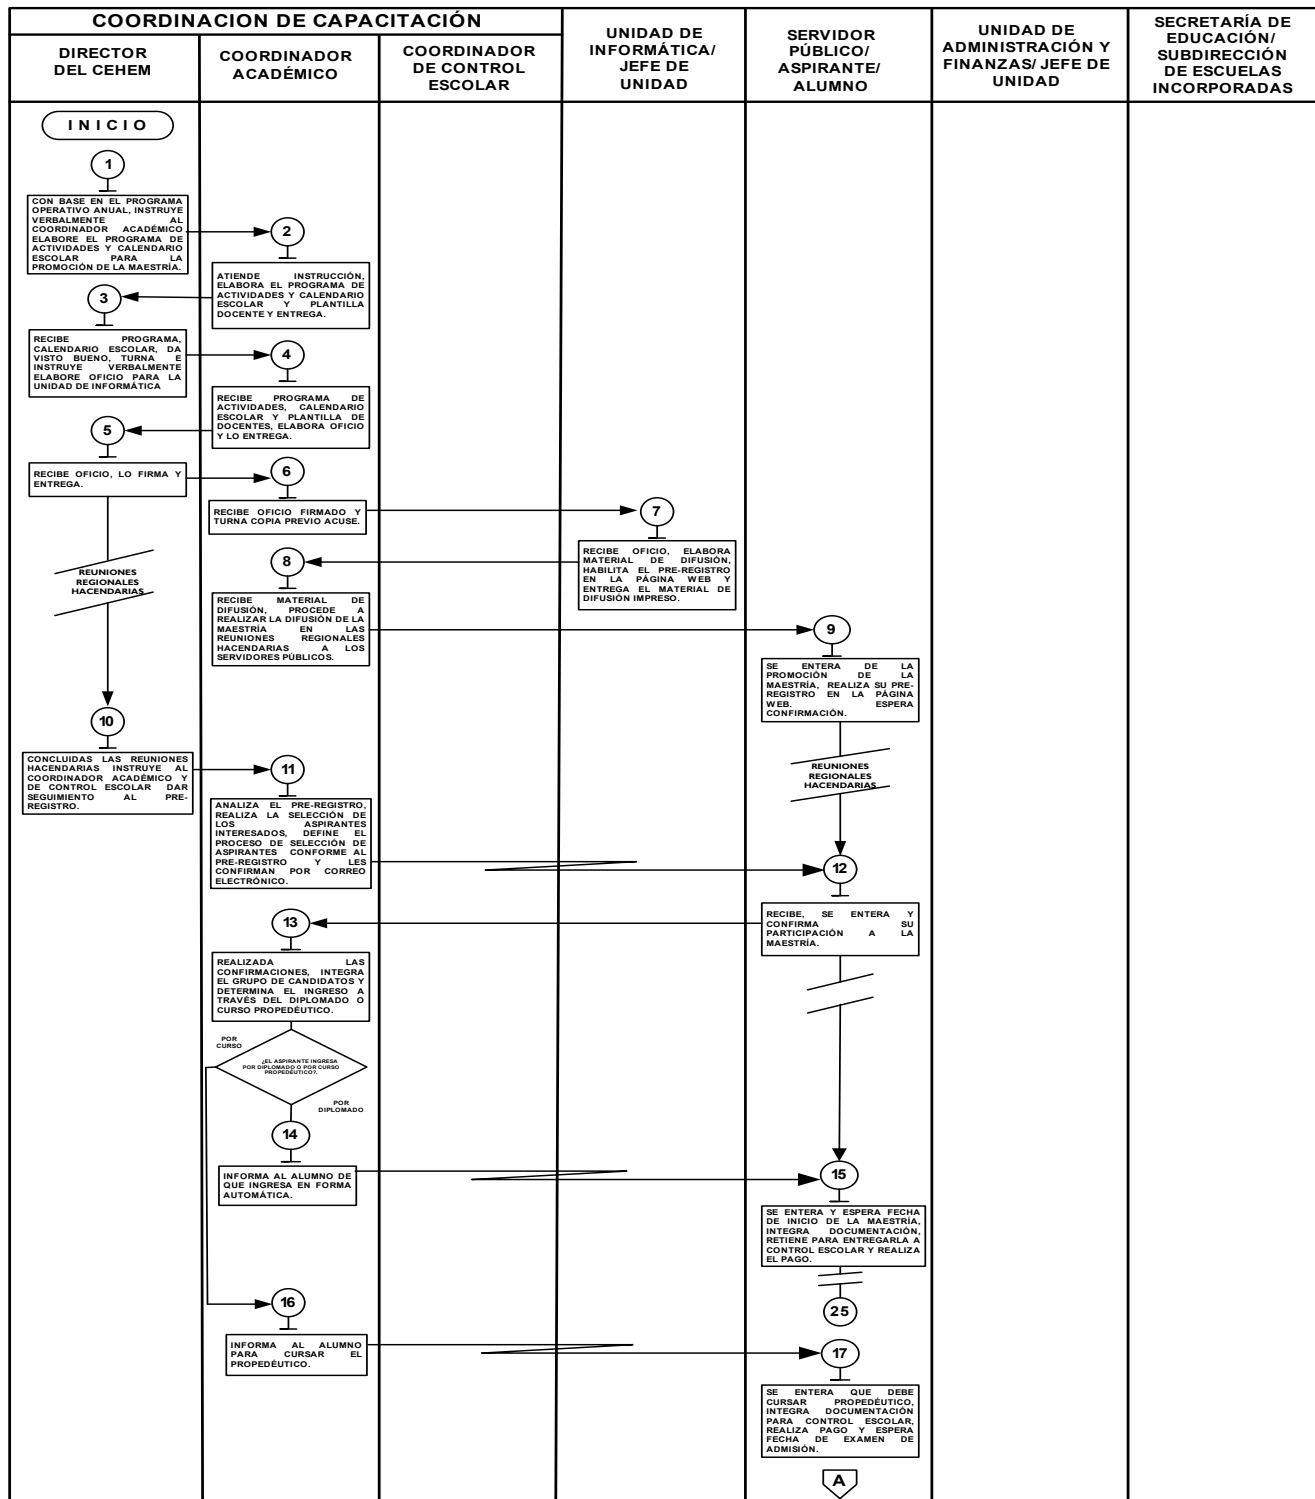 COORDINACION DE CAPACITACIÓN
DIRECTOR
DEL CEHEM
COORDINADOR
ACADÉMICO
COORDINADOR
DE CONTROL
ESCOLAR
UNIDAD DE
INFORMÁTICA/
JEFE DE
UNIDAD
SERVIDOR
PÚBLICO/
ASPIRANTE/
ALUMNO
UNIDAD DE
ADMINISTRACIÓN Y
FINANZAS/ JEFE DE
UNIDAD
SECRETARÍA DE
EDUCACIÓN/
SUBDIRECCIÓN
DE ESCUELAS
INCORPORADAS
INICIO
1
CON BASE EN EL PROGRAMA
OPERATIVO ANUAL, INSTRUYE
VERBALMENTE AL
COORDINADOR ACADÉMICO
ELABORE EL PROGRAMA DE
ACTIVIDADES Y CALENDARIO
ESCOLAR PARA LA
PROMOCIÓN DE LA MAESTRÍA.
2
ATIENDE INSTRUCCIÓN,
ELABORA EL PROGRAMA DE
ACTIVIDADES Y CALENDARIO
ESCOLAR Y PLANTILLA
DOCENTE Y ENTREGA.
3
RECIBE PROGRAMA,
CALENDARIO ESCOLAR, DA
VISTO BUENO, TURNA E
INSTRUYE VERBALMENTE
ELABORE OFICIO PARA LA
UNIDAD DE INFORMÁTICA
4
RECIBE PROGRAMA DE
ACTIVIDADES, CALENDARIO
ESCOLAR Y PLANTILLA DE
DOCENTES, ELABORA OFICIO
Y LO ENTREGA.
5
RECIBE OFICIO, LO FIRMA Y
ENTREGA.
6
RECIBE OFICIO FIRMADO Y
TURNA COPIA PREVIO ACUSE.
7
RECIBE OFICIO, ELABORA
MATERIAL DE DIFUSIÓN,
HABILITA EL PRE-REGISTRO
EN LA PÁGINA WEB Y
ENTREGA EL MATERIAL DE
DIFUSIÓN IMPRESO.
REUNIONES
REGIONALES
HACENDARIAS
8
RECIBE MATERIAL DE
DIFUSIÓN, PROCEDE A
REALIZAR LA DIFUSIÓN DE LA
MAESTRÍA EN LAS
REUNIONES REGIONALES
HACENDARIAS A LOS
SERVIDORES PÚBLICOS.
9
SE ENTERA DE LA
PROMOCIÓN DE LA
MAESTRÍA, REALIZA SU PRE-
REGISTRO EN LA PÁGINA
WEB. ESPERA
CONFIRMACIÓN.
10
CONCLUIDAS LAS REUNIONES
HACENDARIAS INSTRUYE AL
COORDINADOR ACADÉMICO Y
DE CONTROL ESCOLAR DAR
SEGUIMIENTO AL PRE-
REGISTRO.
11
ANALIZA EL PRE-REGISTRO,
REALIZA LA SELECCIÓN DE
LOS ASPIRANTES
INTERESADOS, DEFINE EL
PROCESO DE SELECCIÓN DE
ASPIRANTES CONFORME AL
PRE-REGISTRO Y LES
CONFIRMAN POR CORREO
ELECTRÓNICO.
REUNIONES
REGIONALES
HACENDARIAS
12
RECIBE, SE ENTERA Y
CONFIRMA SU
PARTICIPACIÓN A LA
MAESTRÍA.
13
REALIZADA LAS
CONFIRMACIONES, INTEGRA
EL GRUPO DE CANDIDATOS Y
DETERMINA EL INGRESO A
TRAVÉS DEL DIPLOMADO O
CURSO PROPEDÉUTICO.
POR
CURSO
¿EL ASPIRANTE INGRESA
POR DIPLOMADO O POR CURSO
PROPEDÉUTICO?.
POR
DIPLOMADO
14
INFORMA AL ALUMNO DE
QUE INGRESA EN FORMA
AUTOMÁTICA.
15
SE ENTERA Y ESPERA FECHA
DE INICIO DE LA MAESTRÍA,
INTEGRA DOCUMENTACIÓN,
RETIENE PARA ENTREGARLA A
CONTROL ESCOLAR Y REALIZA
EL PAGO.
25
16
INFORMA AL ALUMNO
PARA CURSAR EL
PROPEDÉUTICO.
17
SE ENTERA QUE DEBE
CURSAR PROPEDÉUTICO,
INTEGRA DOCUMENTACIÓN
PARA CONTROL ESCOLAR,
REALIZA PAGO Y ESPERA
FECHA DE EXAMEN DE
ADMISIÓN.
A